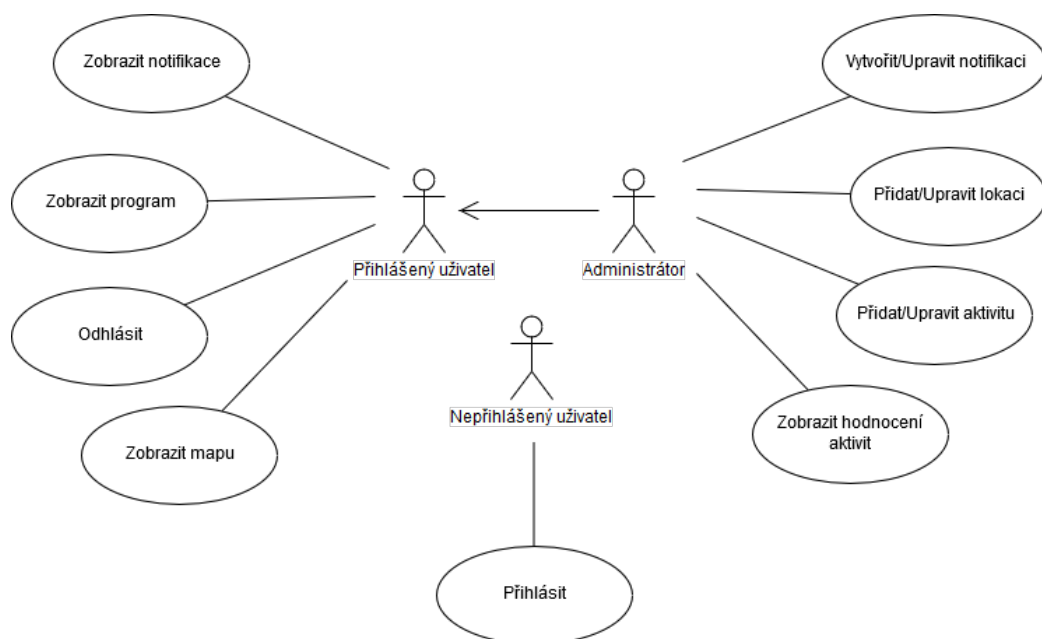 Zobrazit notifikace
Vytvořit/Upravit notifikaci
Zobrazit program
Přidat/Upravit lokaci
Přihlášený uživatel
Administrátor
Odhlásit
Přidat/Upravit aktivitu
Nepřihlášený uživatel
Zobrazit mapu
Zobrazit hodnocení
aktivit
Přihlásit